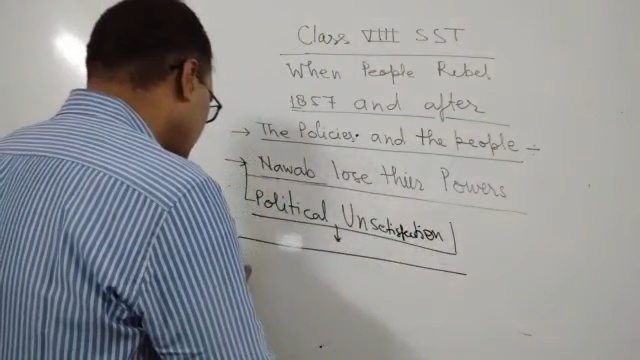 Class VIII SST
When People Rebel
1857 and after
→ The Policies and the people ÷
→ Nawab lose their Powers
Political Unsatisfaction